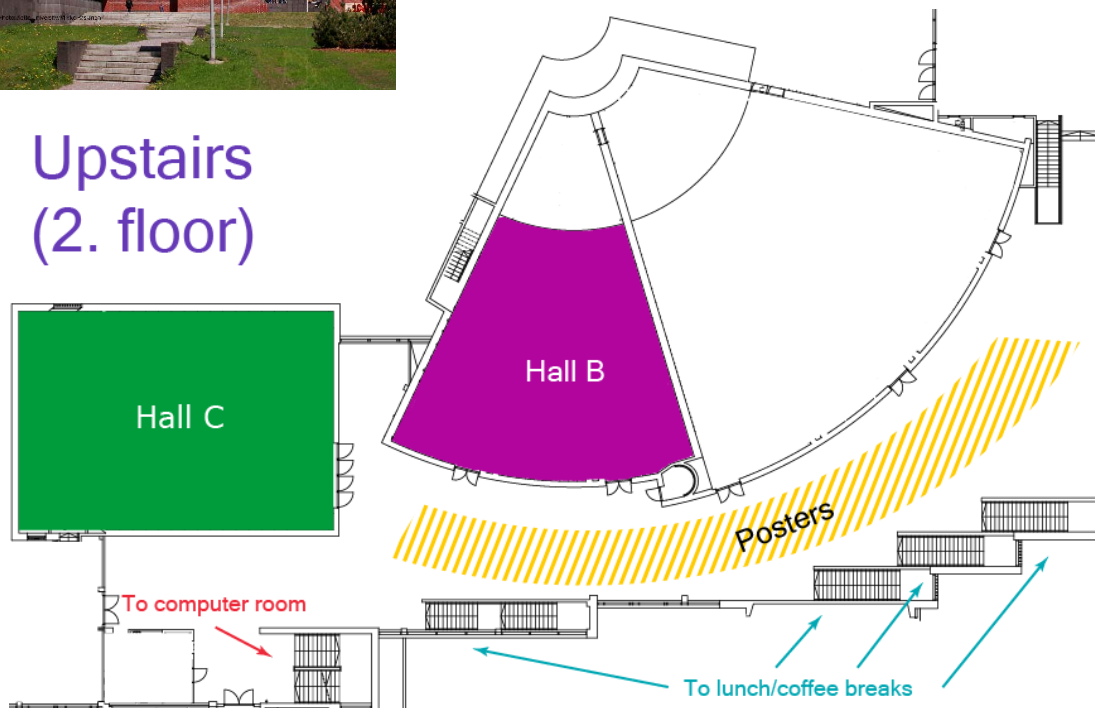 Upstairs
(2. floor)
Hall B
Hall C
Posters
To computer room
To lunch/coffee breaks